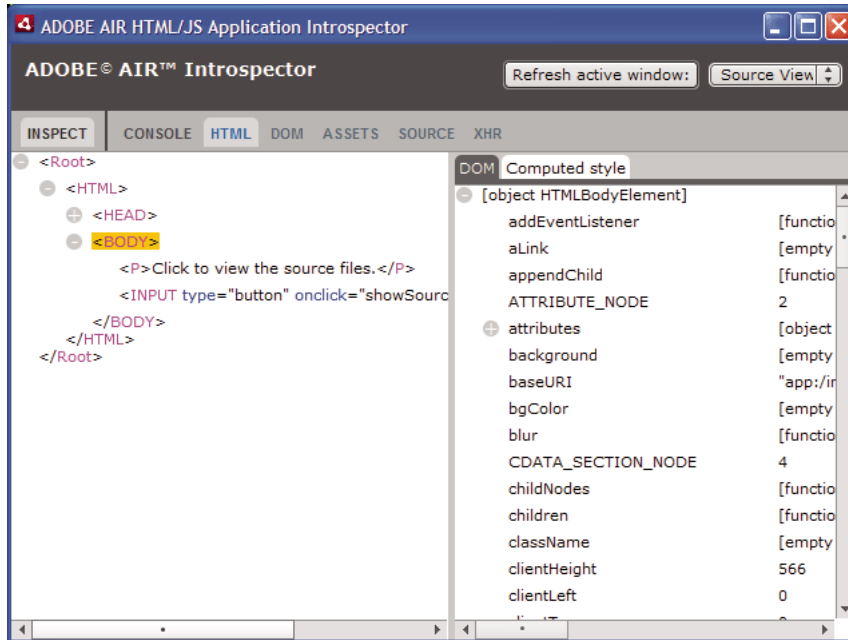 ADOBE AIR HTML/JS Application Introspector
ADOBE© AIR™ Introspector
Refresh active window:
Source View
INSPECT CONSOLE HTML DOM ASSETS SOURCE XHR
<Root>
<HTML>
<HEAD>
<BODY>
<P>Click to view the source files.</P>
<INPUT type="button" onclick="showSourc
</BODY>
</HTML>
</Root>
DOM Computed style
[object HTMLBodyElement]
addEventListener [functio
aLink [empty
appendChild [functio
ATTRIBUTE_NODE 2
attributes [object
background [empty
baseURI "app:/in
bgColor [empty
blur [functio
CDATA_SECTION_NODE 4
childNodes [functio
children [functio
className [empty
clientHeight 566
clientLeft 0